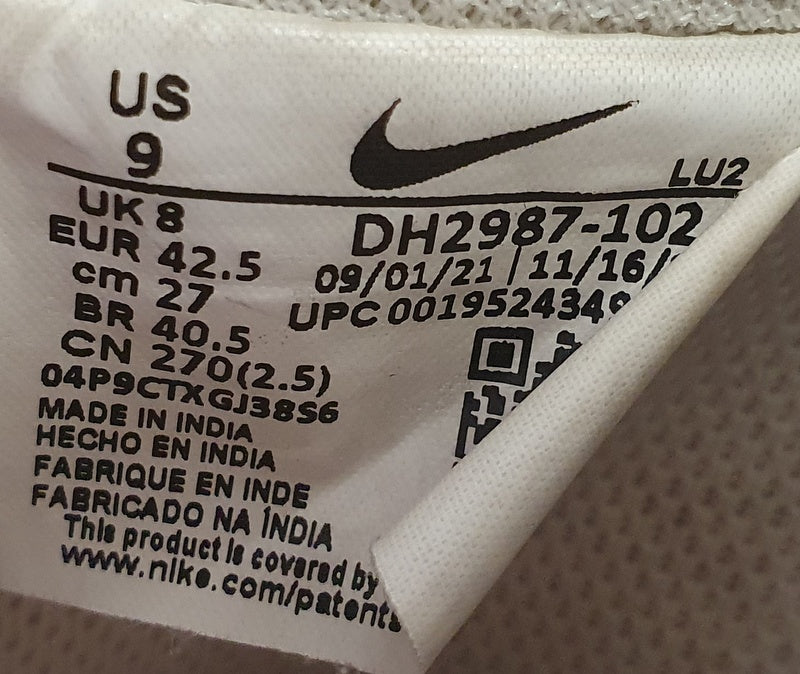 US
9
LU2
UK 8
EUR 42.5
cm 27
BR 40.5
CN 270(2.5)
04P9CTXGJ38S6
MADE IN INDIA
HECHO EN INDIA
FABRIQUE EN INDE
FABRICADO NA ÍNDIA
This product is covered by
www.nike.com/patents
DH2987-102
09/01/21 | 11/16/
UPC 0019524349